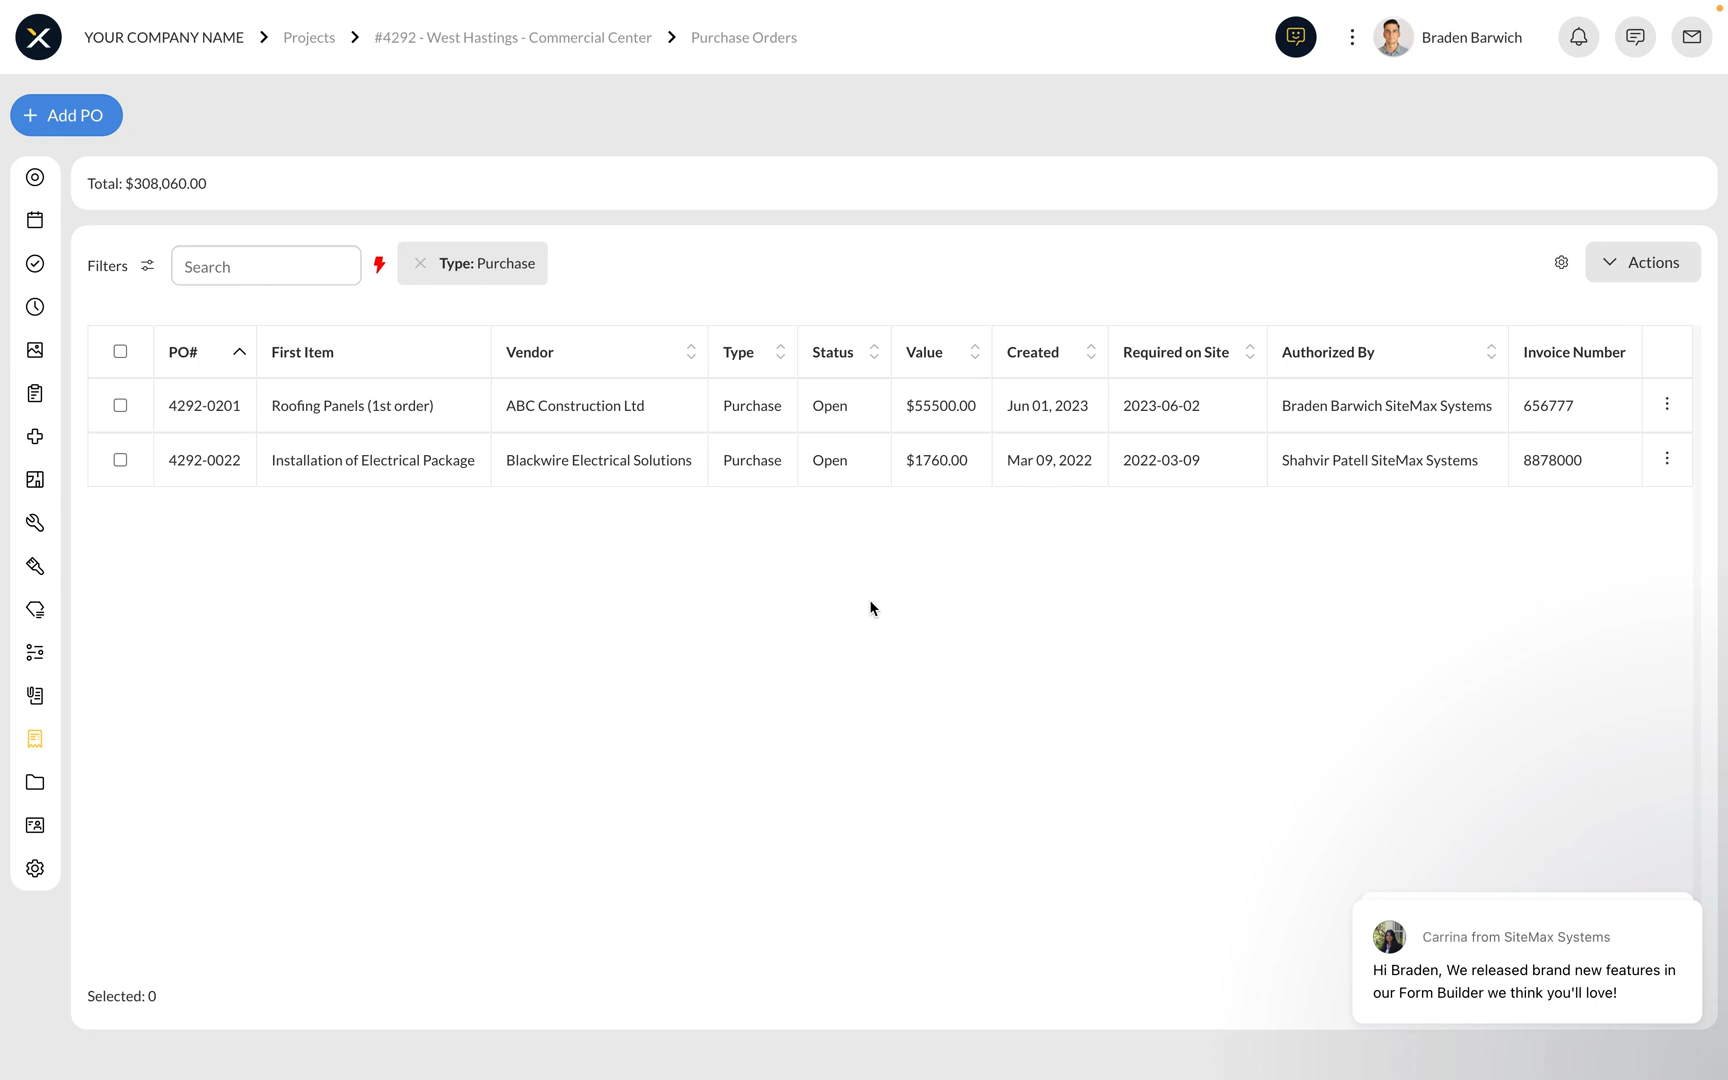 YOUR COMPANY NAME > Projects > #4292 - West Hastings - Commercial Center > Purchase Orders
Braden Barwich
+ Add PO
Total: $308,060.00
Filters
Search
Type: Purchase
Actions
PO# First Item Vendor Type Status Value Created Required on Site Authorized By Invoice Number
4292-0201 Roofing Panels (1st order) ABC Construction Ltd Purchase Open $55500.00 Jun 01, 2023 2023-06-02 Braden Barwich SiteMax Systems 656777
4292-0022 Installation of Electrical Package Blackwire Electrical Solutions Purchase Open $1760.00 Mar 09, 2022 2022-03-09 Shahvir Patell SiteMax Systems 8878000
Selected: 0
Carrina from SiteMax Systems
Hi Braden, We released brand new features in
our Form Builder we think you'll love!